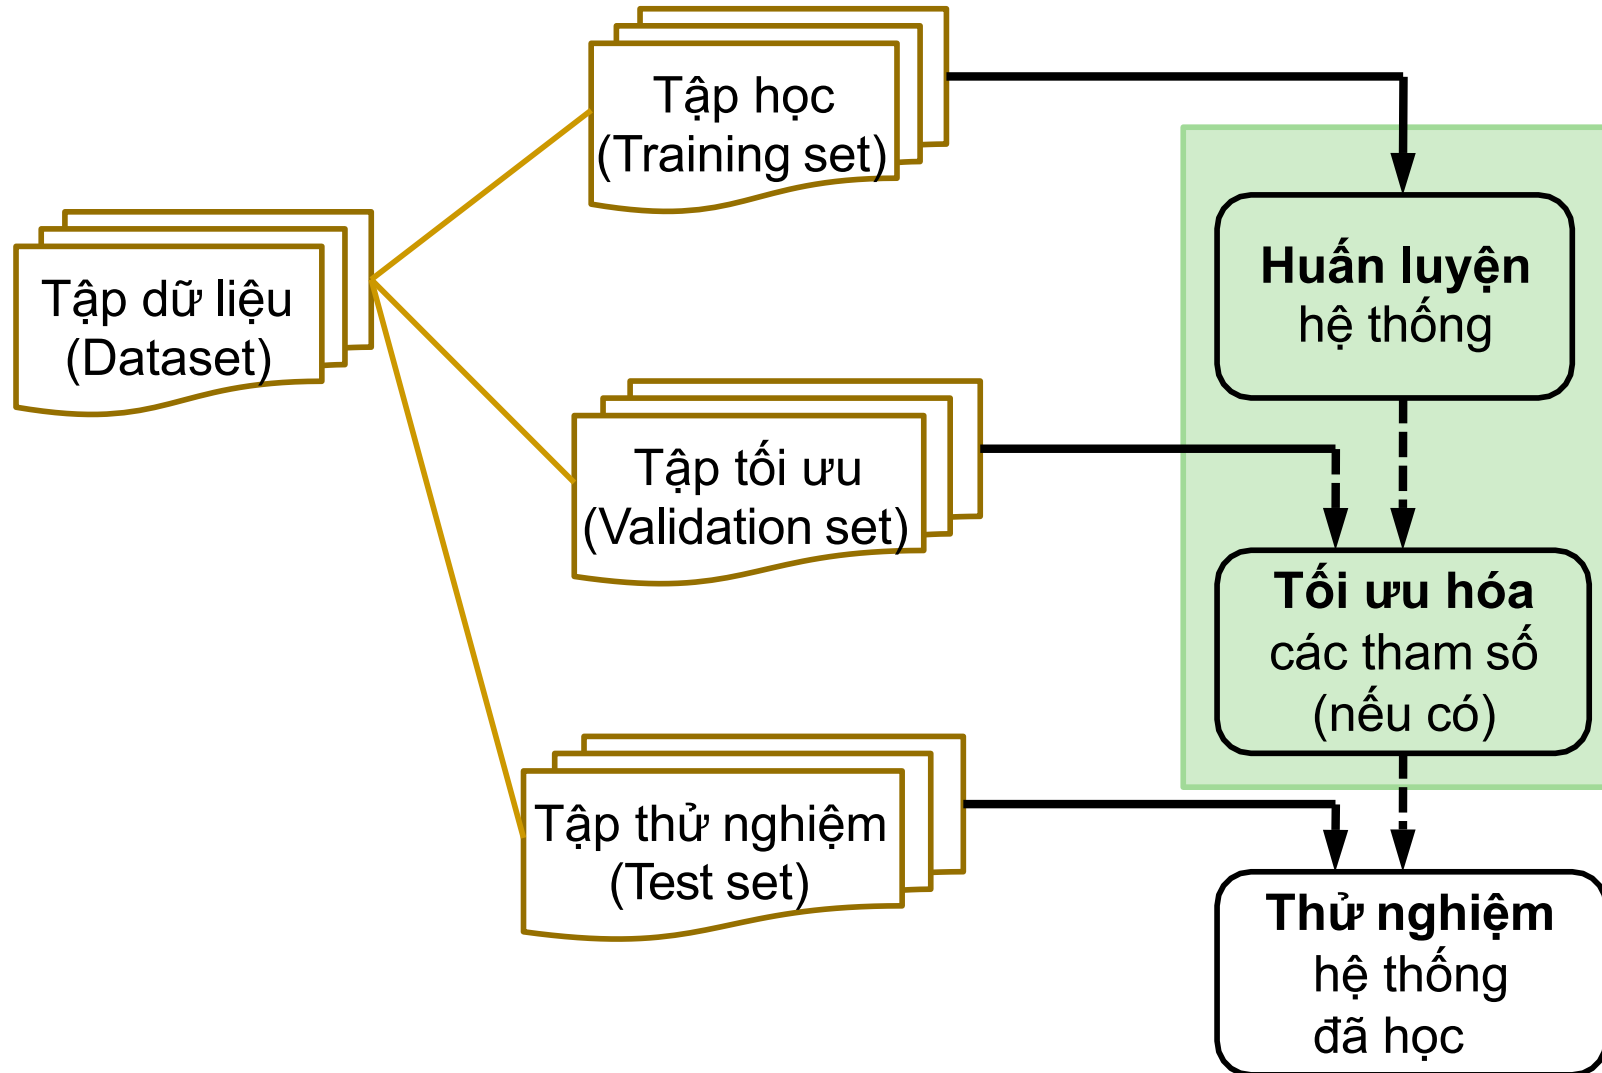 Tập học
(Training set)
Huấn luyện
hệ thống
Tập dữ liệu
(Dataset)
Tập tối ưu
(Validation set)
Tối ưu hóa
các tham số
(nếu có)
Tập thử nghiệm
(Test set)
Thử nghiệm
hệ thống
đã học